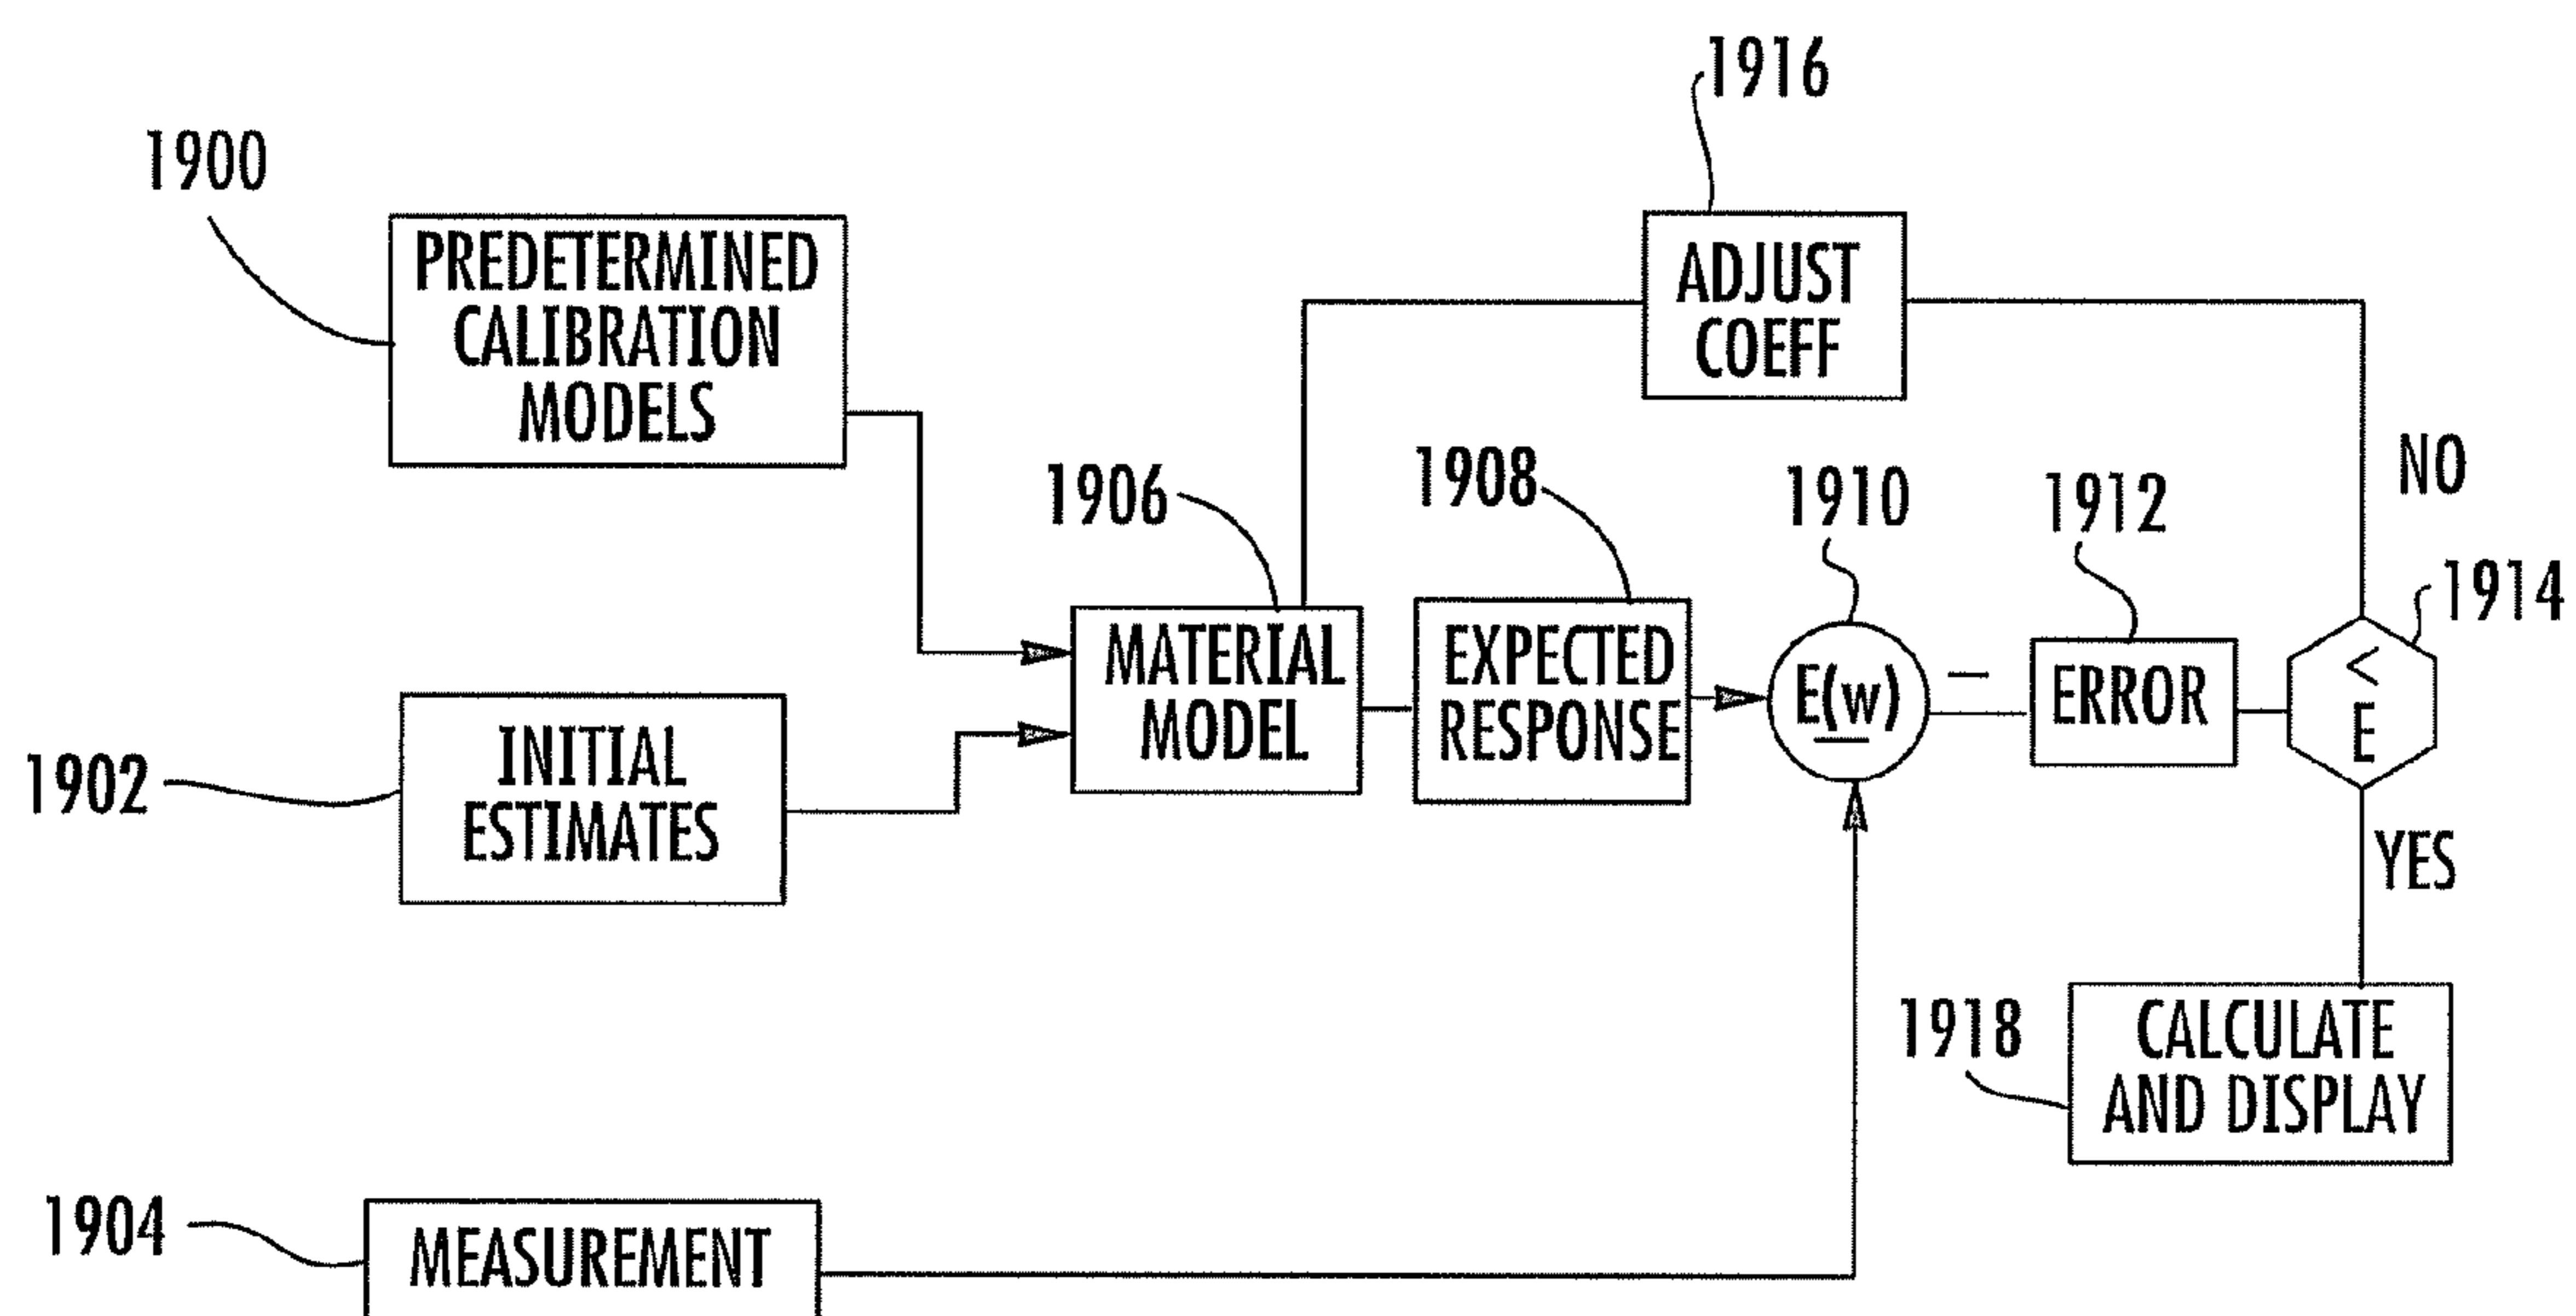 1916
1900
PREDETERMINED
CALIBRATION
MODELS
ADJUST
COEFF
NO
1906
1908
1910
1912
1914
MATERIAL
MODEL
EXPECTED
RESPONSE
E(w)
—
ERROR
<
E
1902
INITIAL
ESTIMATES
YES
1918
CALCULATE
AND DISPLAY
1904
MEASUREMENT